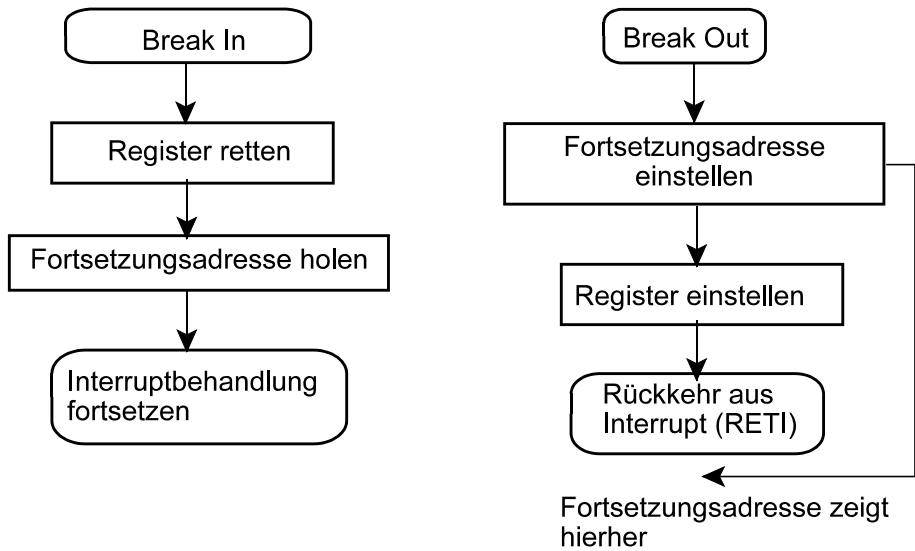 Break In
Register retten
Fortsetzungsadresse holen
Interruptbehandlung
fortsetzen
Break Out
Fortsetzungsadresse
einstellen
Register einstellen
Rückkehr aus
Interrupt (RETI)
Fortsetzungsadresse zeigt
hierher